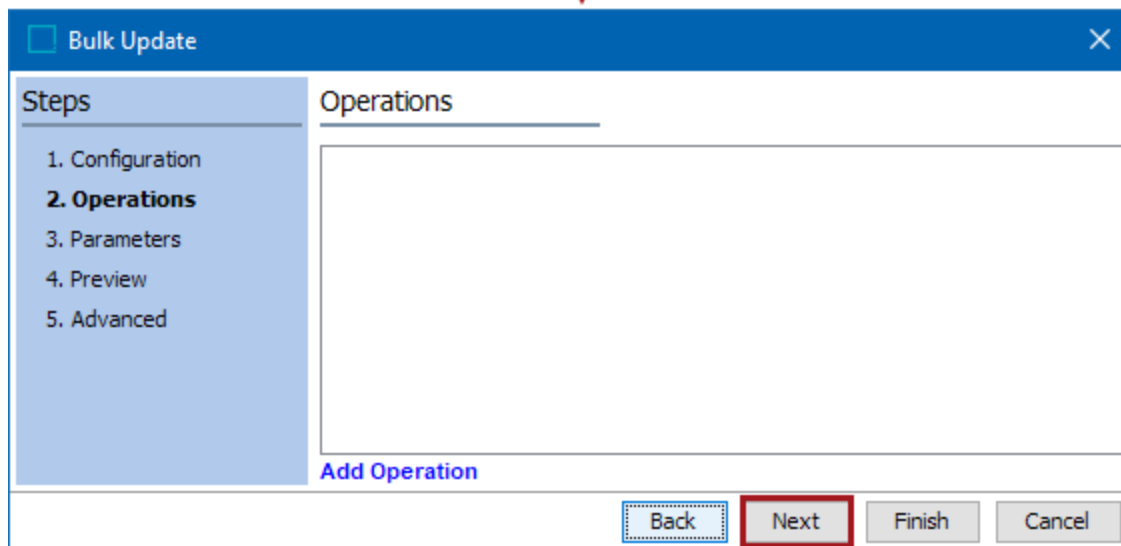 Bulk Update
Steps
1. Configuration
2. Operations
3. Parameters
4. Preview
5. Advanced
Operations
Add Operation
Back Next Finish Cancel